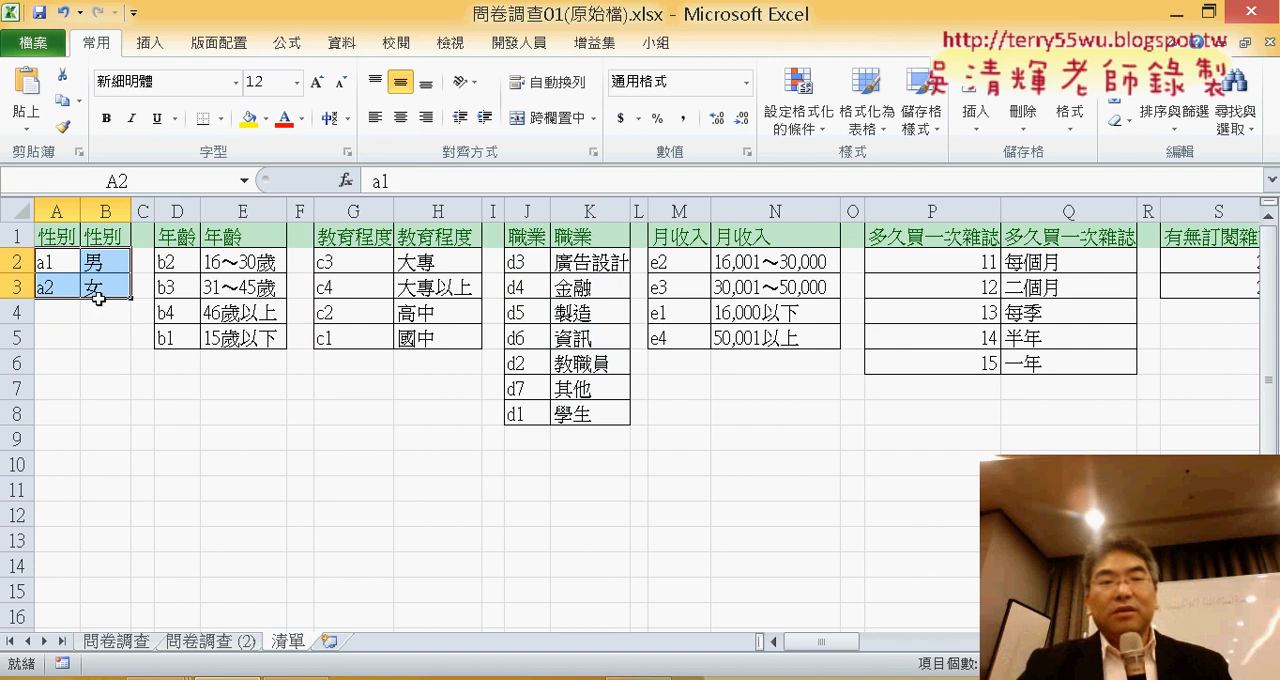 問卷調查01(原始檔).xlsx - Microsoft Excel
檔案 常用 插入 版面配置 公式 資料 校閱 檢視 開發人員 增益集 小組
http://terry55wu.blogspot.tw
吳清輝老師錄製
貼上 新細明體 12 自動換列 通用格式 設定格式化的條件 格式化為表格 儲存格樣式 插入 刪除 格式 排序與篩選 尋找與選取
B I U A 中 跨欄置中 $ % ,
剪貼簿 字型 對齊方式 數值 樣式 儲存格 編輯
A2 fx a1
A B C D E F G H I J K L M N O P Q R S
1 性別 性別 年齡 年齡 教育程度 教育程度 職業 職業 月收入 月收入 多久買一次雜誌 多久買一次雜誌 有無訂閱雜
2 a1 男 b2 16～30歲 c3 大專 d3 廣告設計 e2 16,001～30,000 11 每個月
3 a2 女 b3 31～45歲 c4 大專以上 d4 金融 e3 30,001～50,000 12 二個月
4 b4 46歲以上 c2 高中 d5 製造 e1 16,000以下 13 每季
5 b1 15歲以下 c1 國中 d6 資訊 e4 50,001以上 14 半年
6 d2 教職員 15 一年
7 d7 其他
8 d1 學生
9
10
11
12
13
14
15
16
問卷調查 問卷調查 (2) 清單
就緒 項目個數: